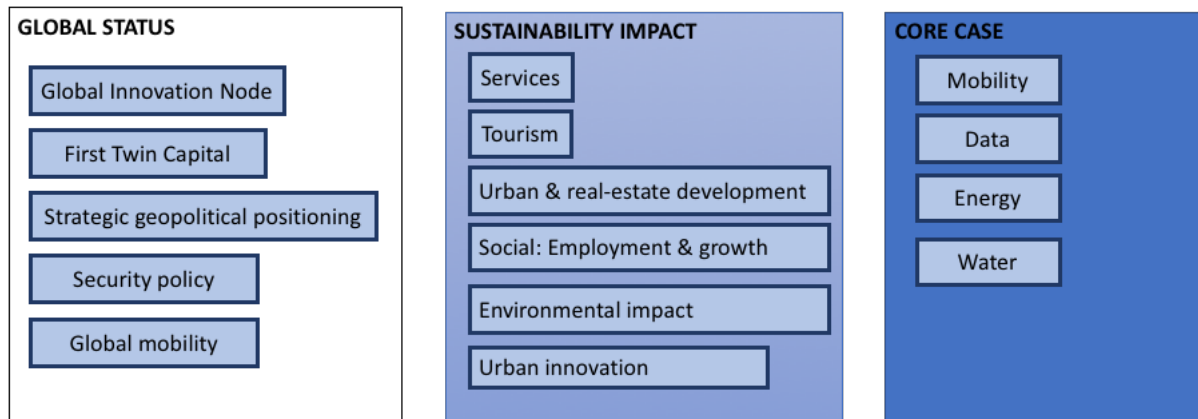 GLOBAL STATUS
Global Innovation Node
First Twin Capital
Strategic geopolitical positioning
Security policy
Global mobility
SUSTAINABILITY IMPACT
Services
Tourism
Urban & real-estate development
Social: Employment & growth
Environmental impact
Urban innovation
CORE CASE
Mobility
Data
Energy
Water